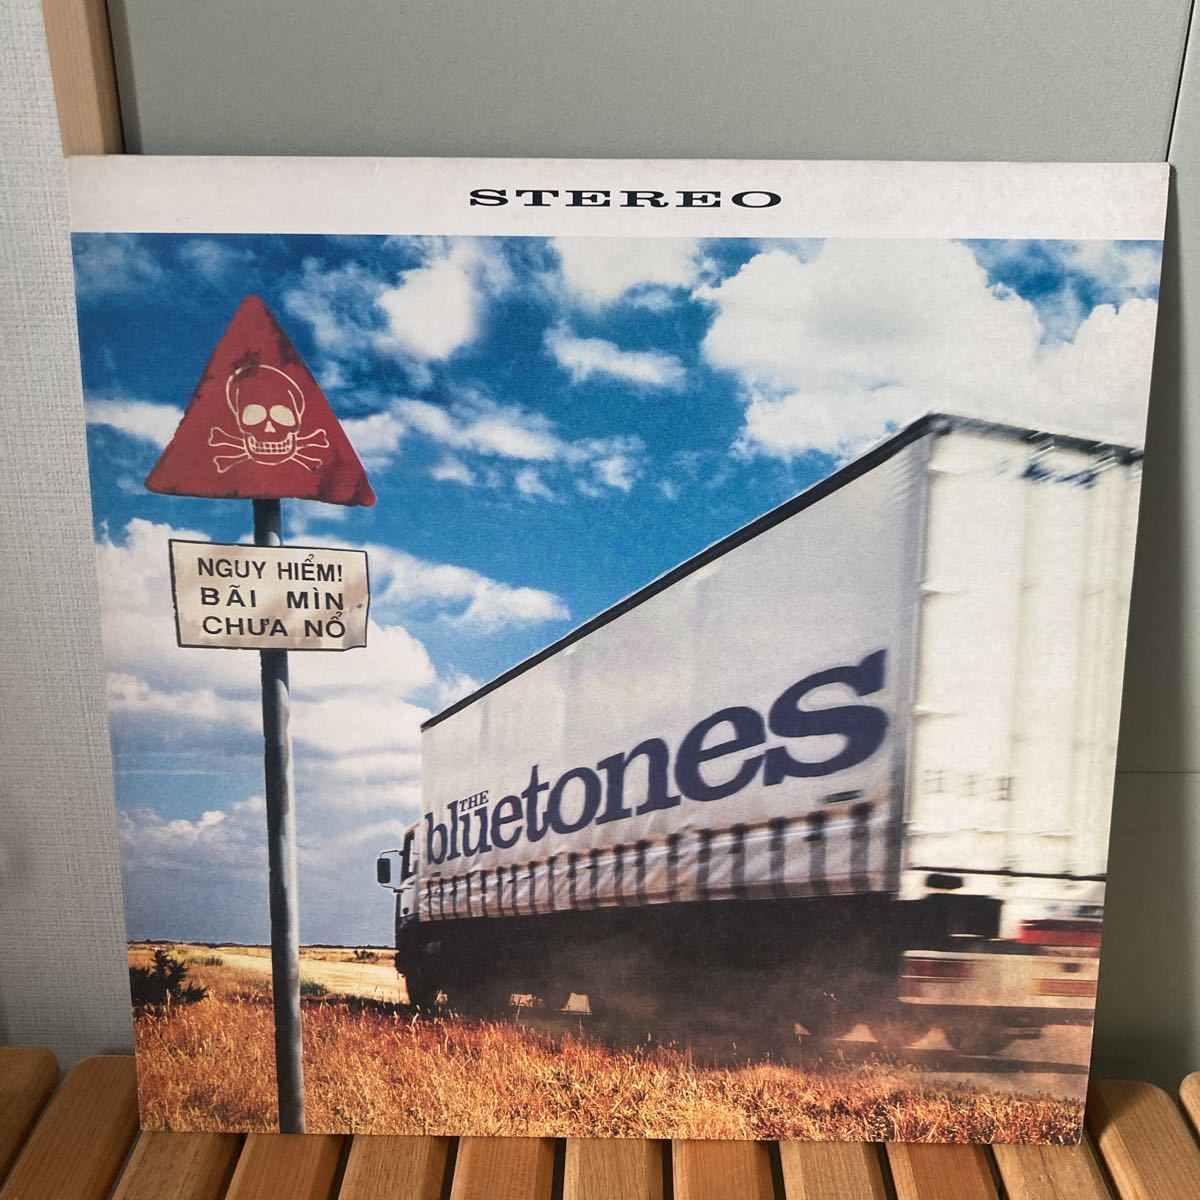 STEREO
NGUY HIỂM!
BÃI MÌN
CHƯA NỔ
THE
bluetones